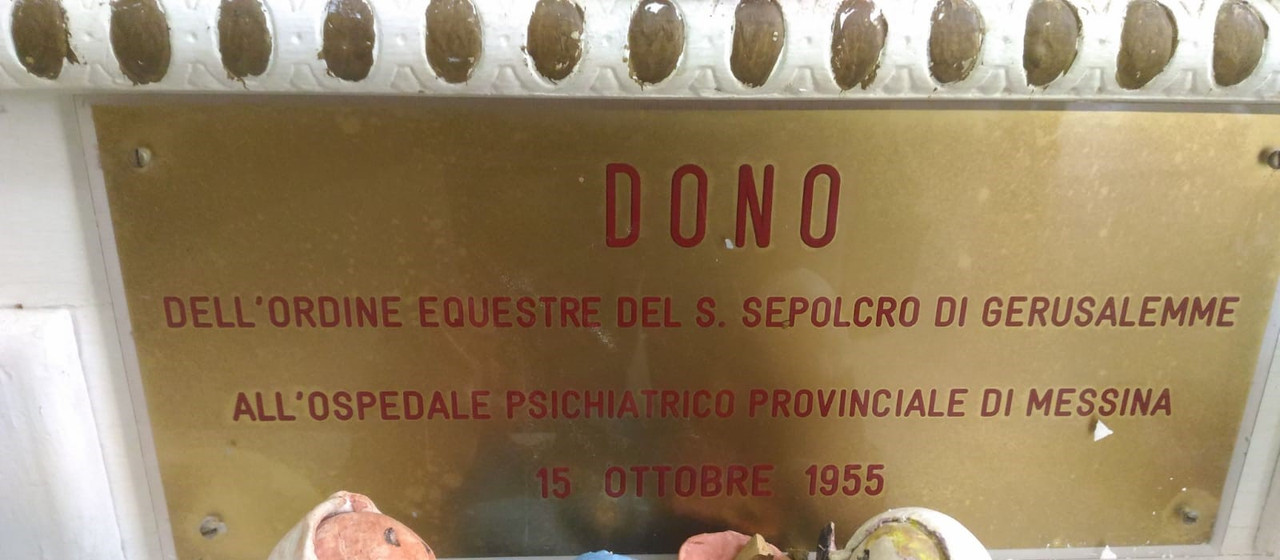 DONO
DELL'ORDINE EQUESTRE DEL S. SEPOLCRO DI GERUSALEMME
ALL'OSPEDALE PSICHIATRICO PROVINCIALE DI MESSINA
15 OTTOBRE 1955